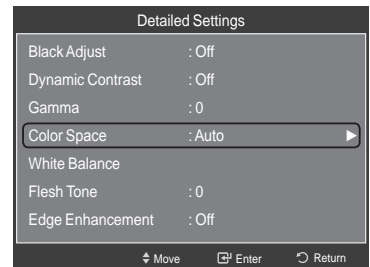 Detailed Settings
Black Adjust : Off
Dynamic Contrast : Off
Gamma : 0
Color Space : Auto
White Balance
Flesh Tone : 0
Edge Enhancement : Off
Move Enter Return